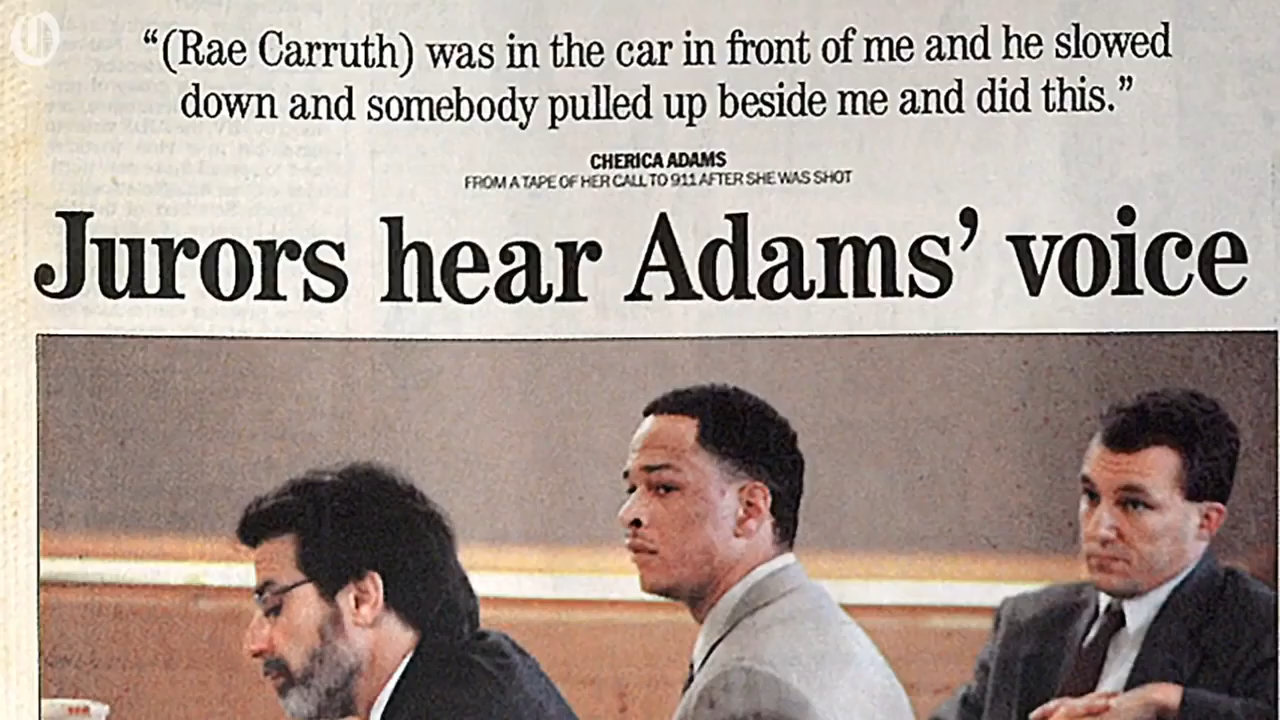 “(Rae Carruth) was in the car in front of me and he slowed
down and somebody pulled up beside me and did this.”
CHERICA ADAMS
FROM A TAPE OF HER CALL TO 911 AFTER SHE WAS SHOT
Jurors hear Adams’ voice